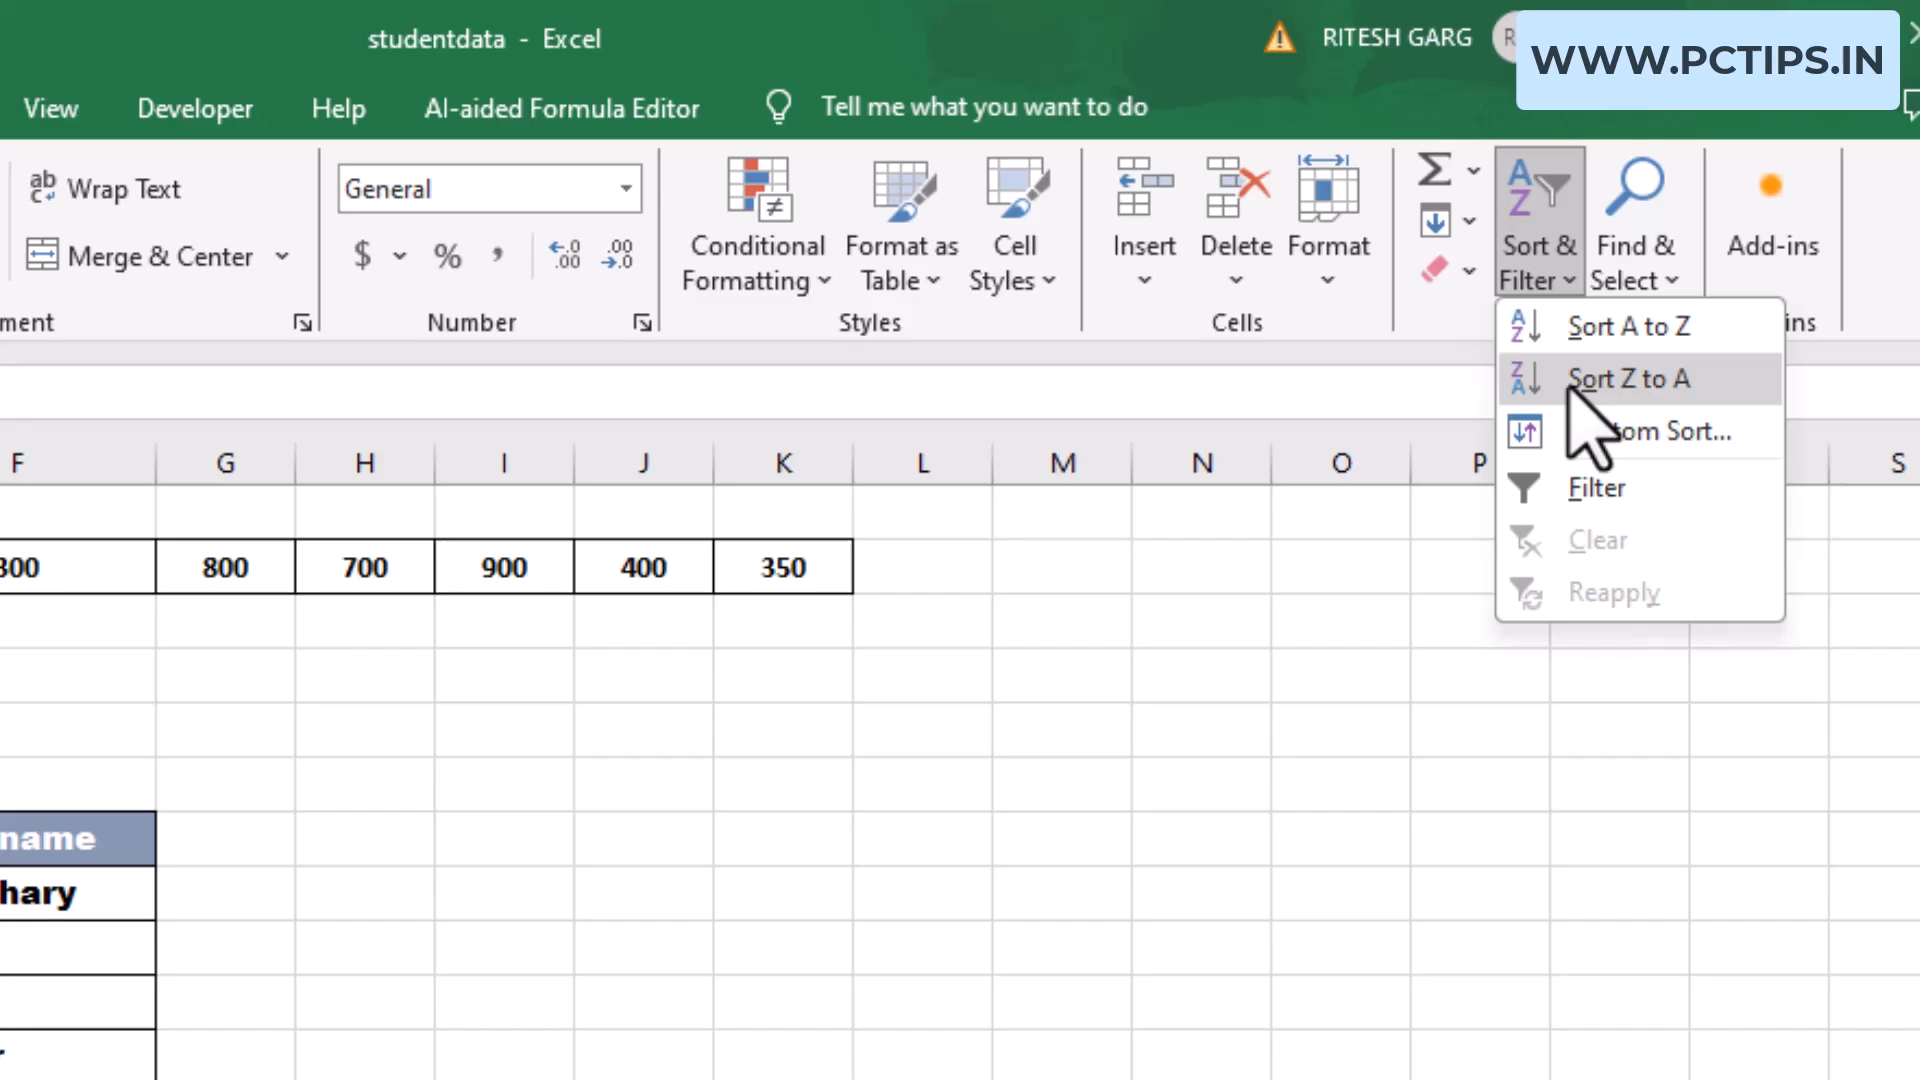 studentdata - Excel
RITESH GARG
WWW.PCTIPS.IN
View Developer Help AI-aided Formula Editor Tell me what you want to do
Wrap Text
General
Merge & Center
$ % ,
Conditional Formatting
Format as Table
Cell Styles
Insert
Delete
Format
Sort & Filter
Find & Select
Add-ins
ment
Number
Styles
Cells
ins
Sort A to Z
Sort Z to A
tom Sort...
Filter
Clear
Reapply
F G H I J K L M N O P S
300 800 700 900 400 350
name
hary